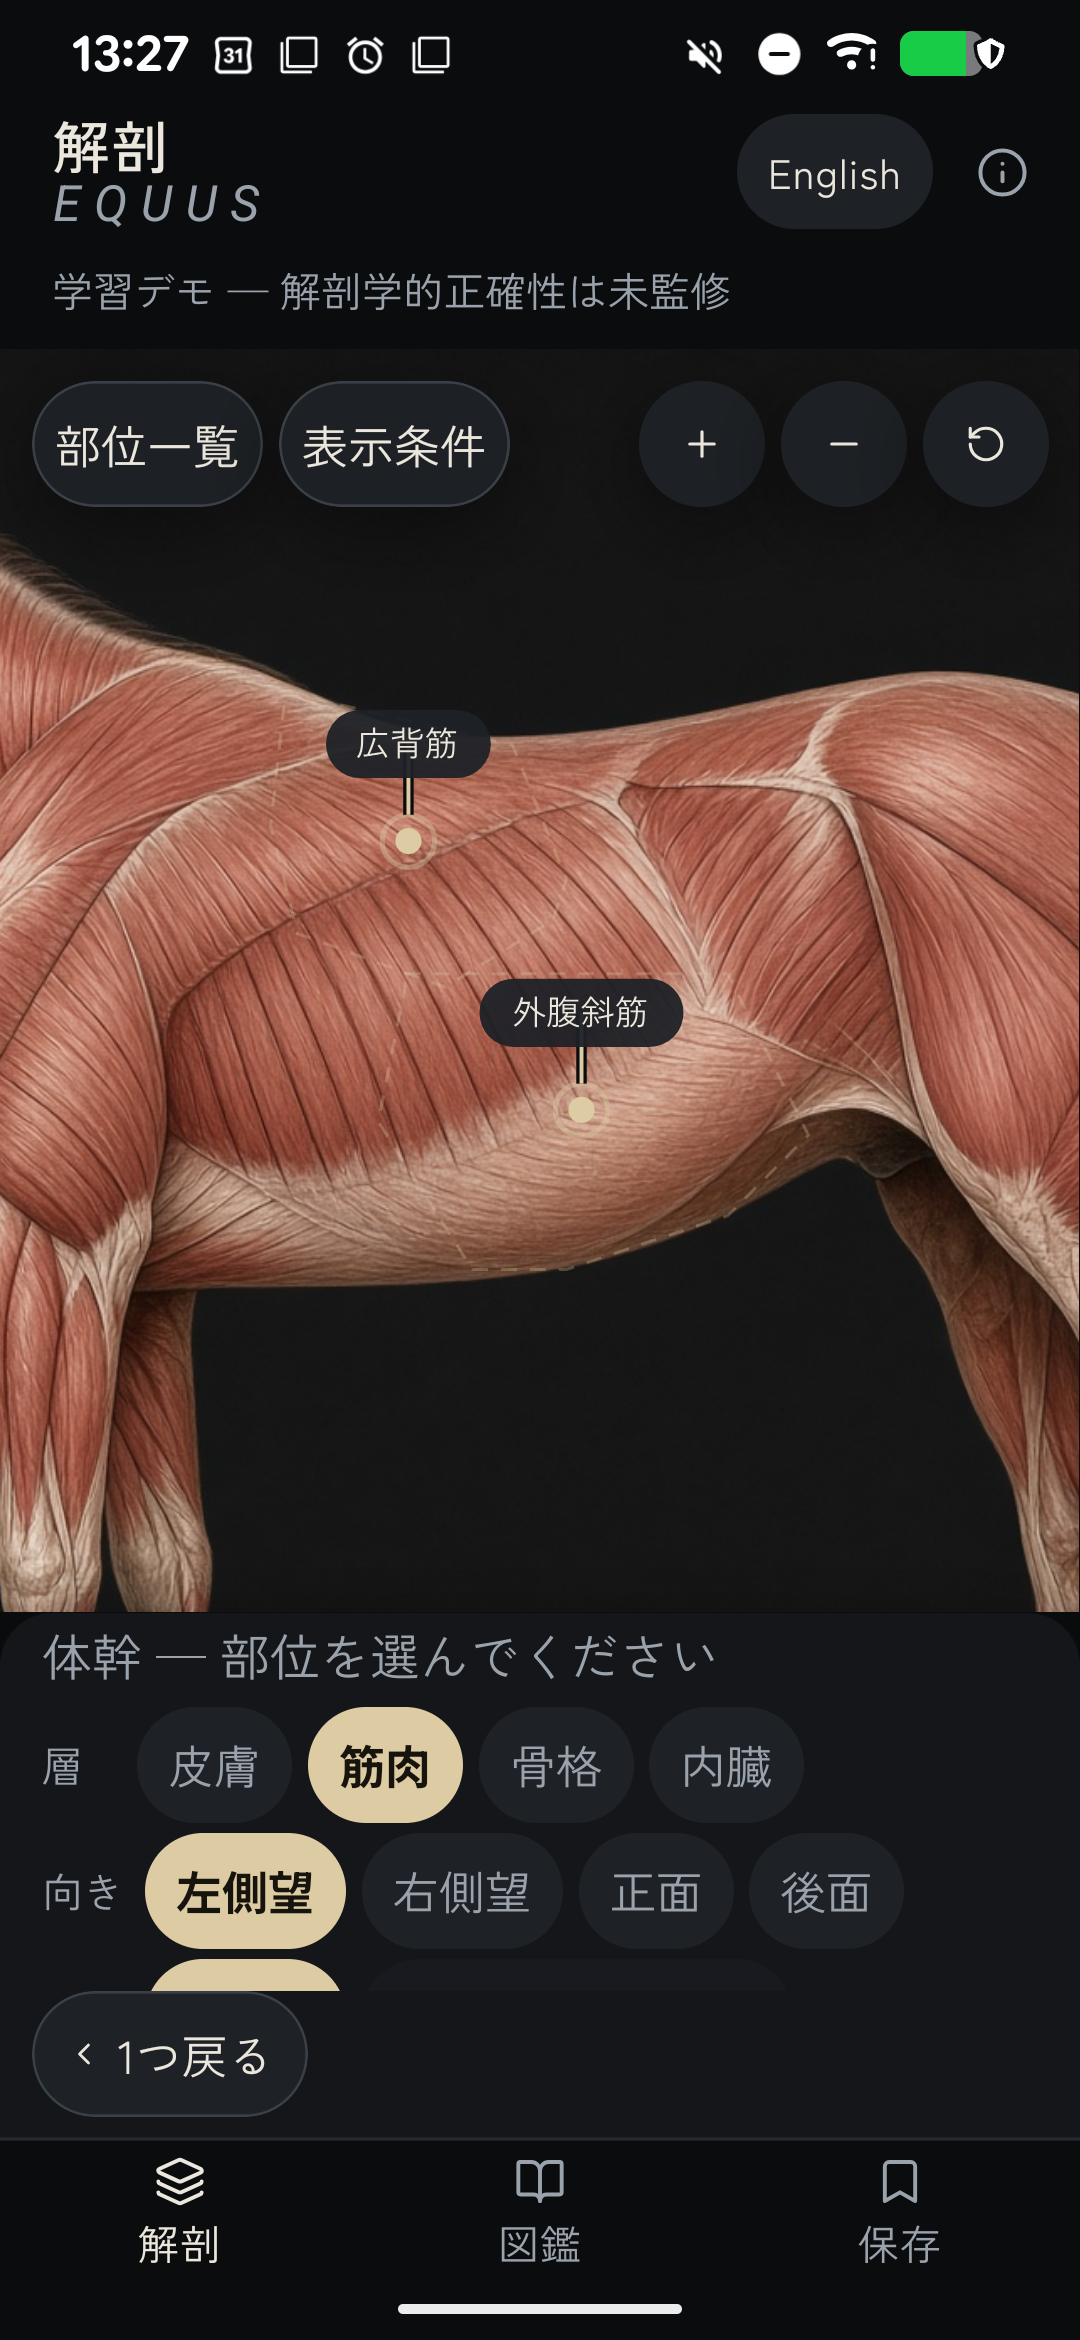 13:27 31
解剖
EQUUS
English
学習デモ — 解剖学的正確性は未監修
部位一覧 表示条件
広背筋
外腹斜筋
体幹 — 部位を選んでください
層 皮膚 筋肉 骨格 内臓
向き 左側望 右側望 正面 後面
1つ戻る
解剖 図鑑 保存